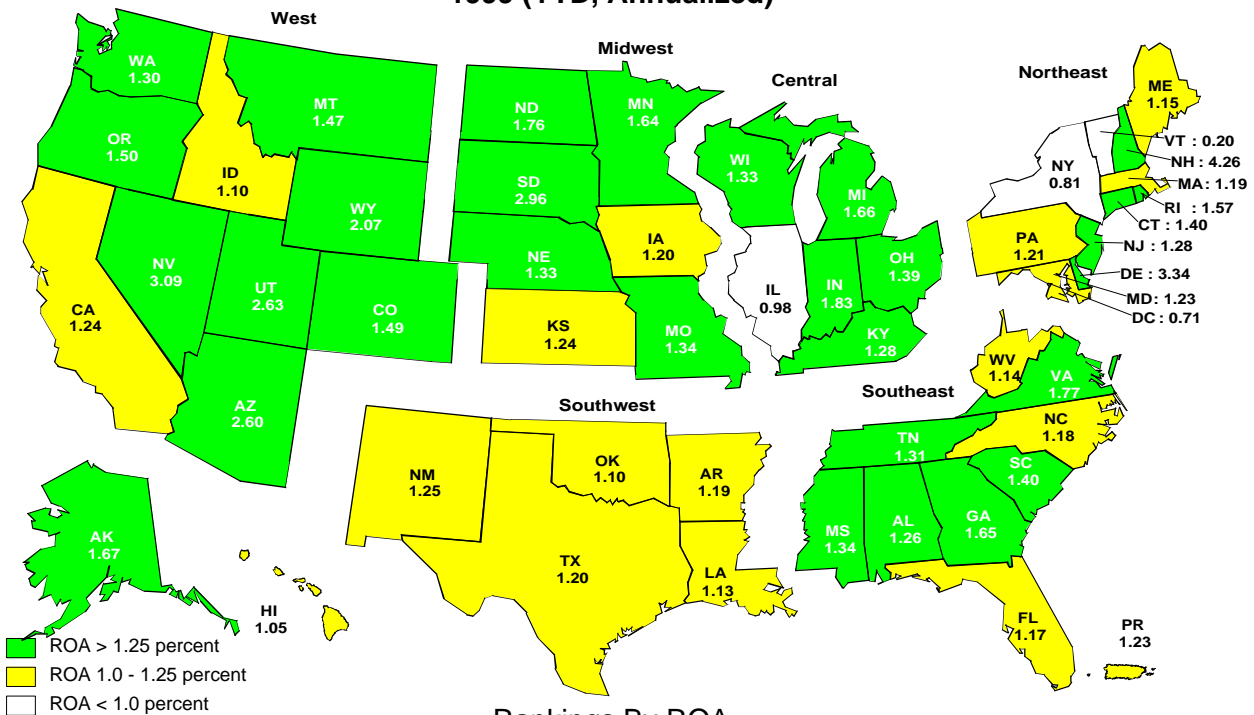 (YTD, Annualized)
West
Midwest
Central
Northeast
WA
1.30
MT
1.47
ND
1.76
MN
1.64
ME
1.15
OR
1.50
ID
1.10
WY
2.07
SD
2.96
WI
1.33
MI
1.66
NY
0.81
VT : 0.20
NH : 4.26
MA : 1.19
RI : 1.57
CT : 1.40
NJ : 1.28
DE : 3.34
MD: 1.23
DC : 0.71
PA
1.21
IA
1.20
NE
1.33
NV
3.09
UT
2.63
CO
1.49
CA
1.24
KS
1.24
MO
1.34
IL
0.98
IN
1.83
OH
1.39
KY
1.28
WV
1.14
VA
1.77
Southwest
Southeast
AZ
2.60
NM
1.25
OK
1.10
AR
1.19
TN
1.31
NC
1.18
SC
1.40
AK
1.67
TX
1.20
LA
1.13
MS
1.34
AL
1.26
GA
1.65
HI
1.05
FL
1.17
PR
1.23
ROA > 1.25 percent
ROA 1.0 - 1.25 percent
ROA < 1.0 percent
Rankings By ROA